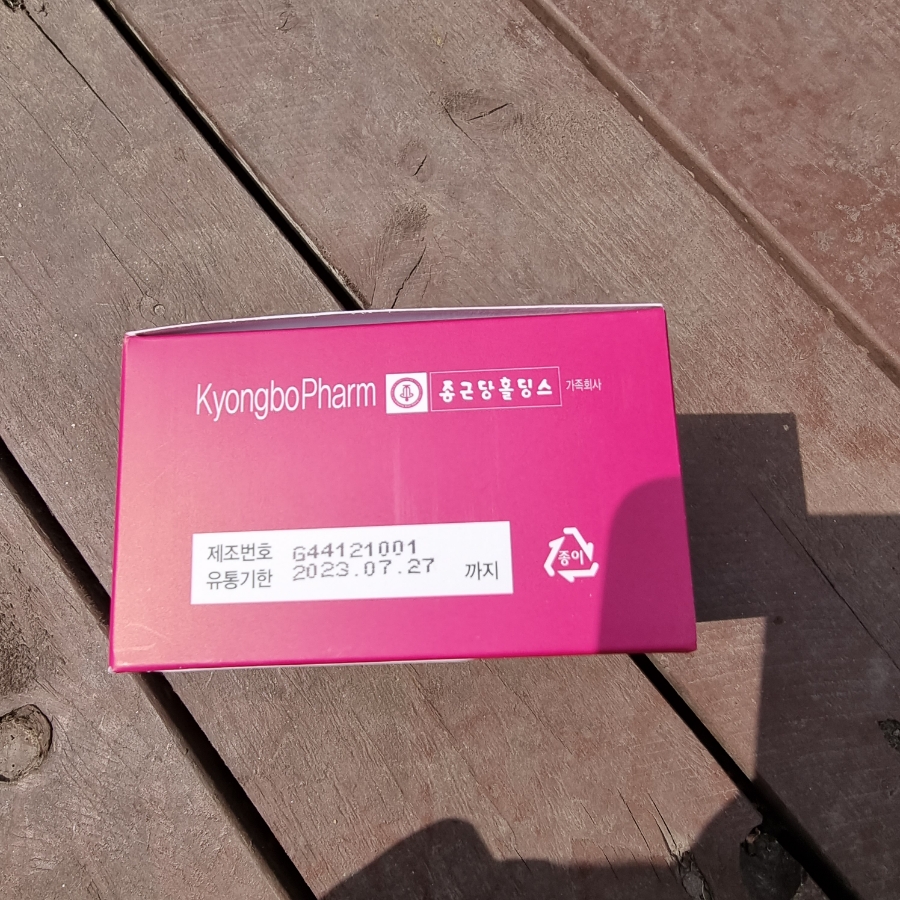 KyongboPharm 종근당홀딩스 가족회사
제조번호 G44121001
유통기한 2023.07.27 까지
종이